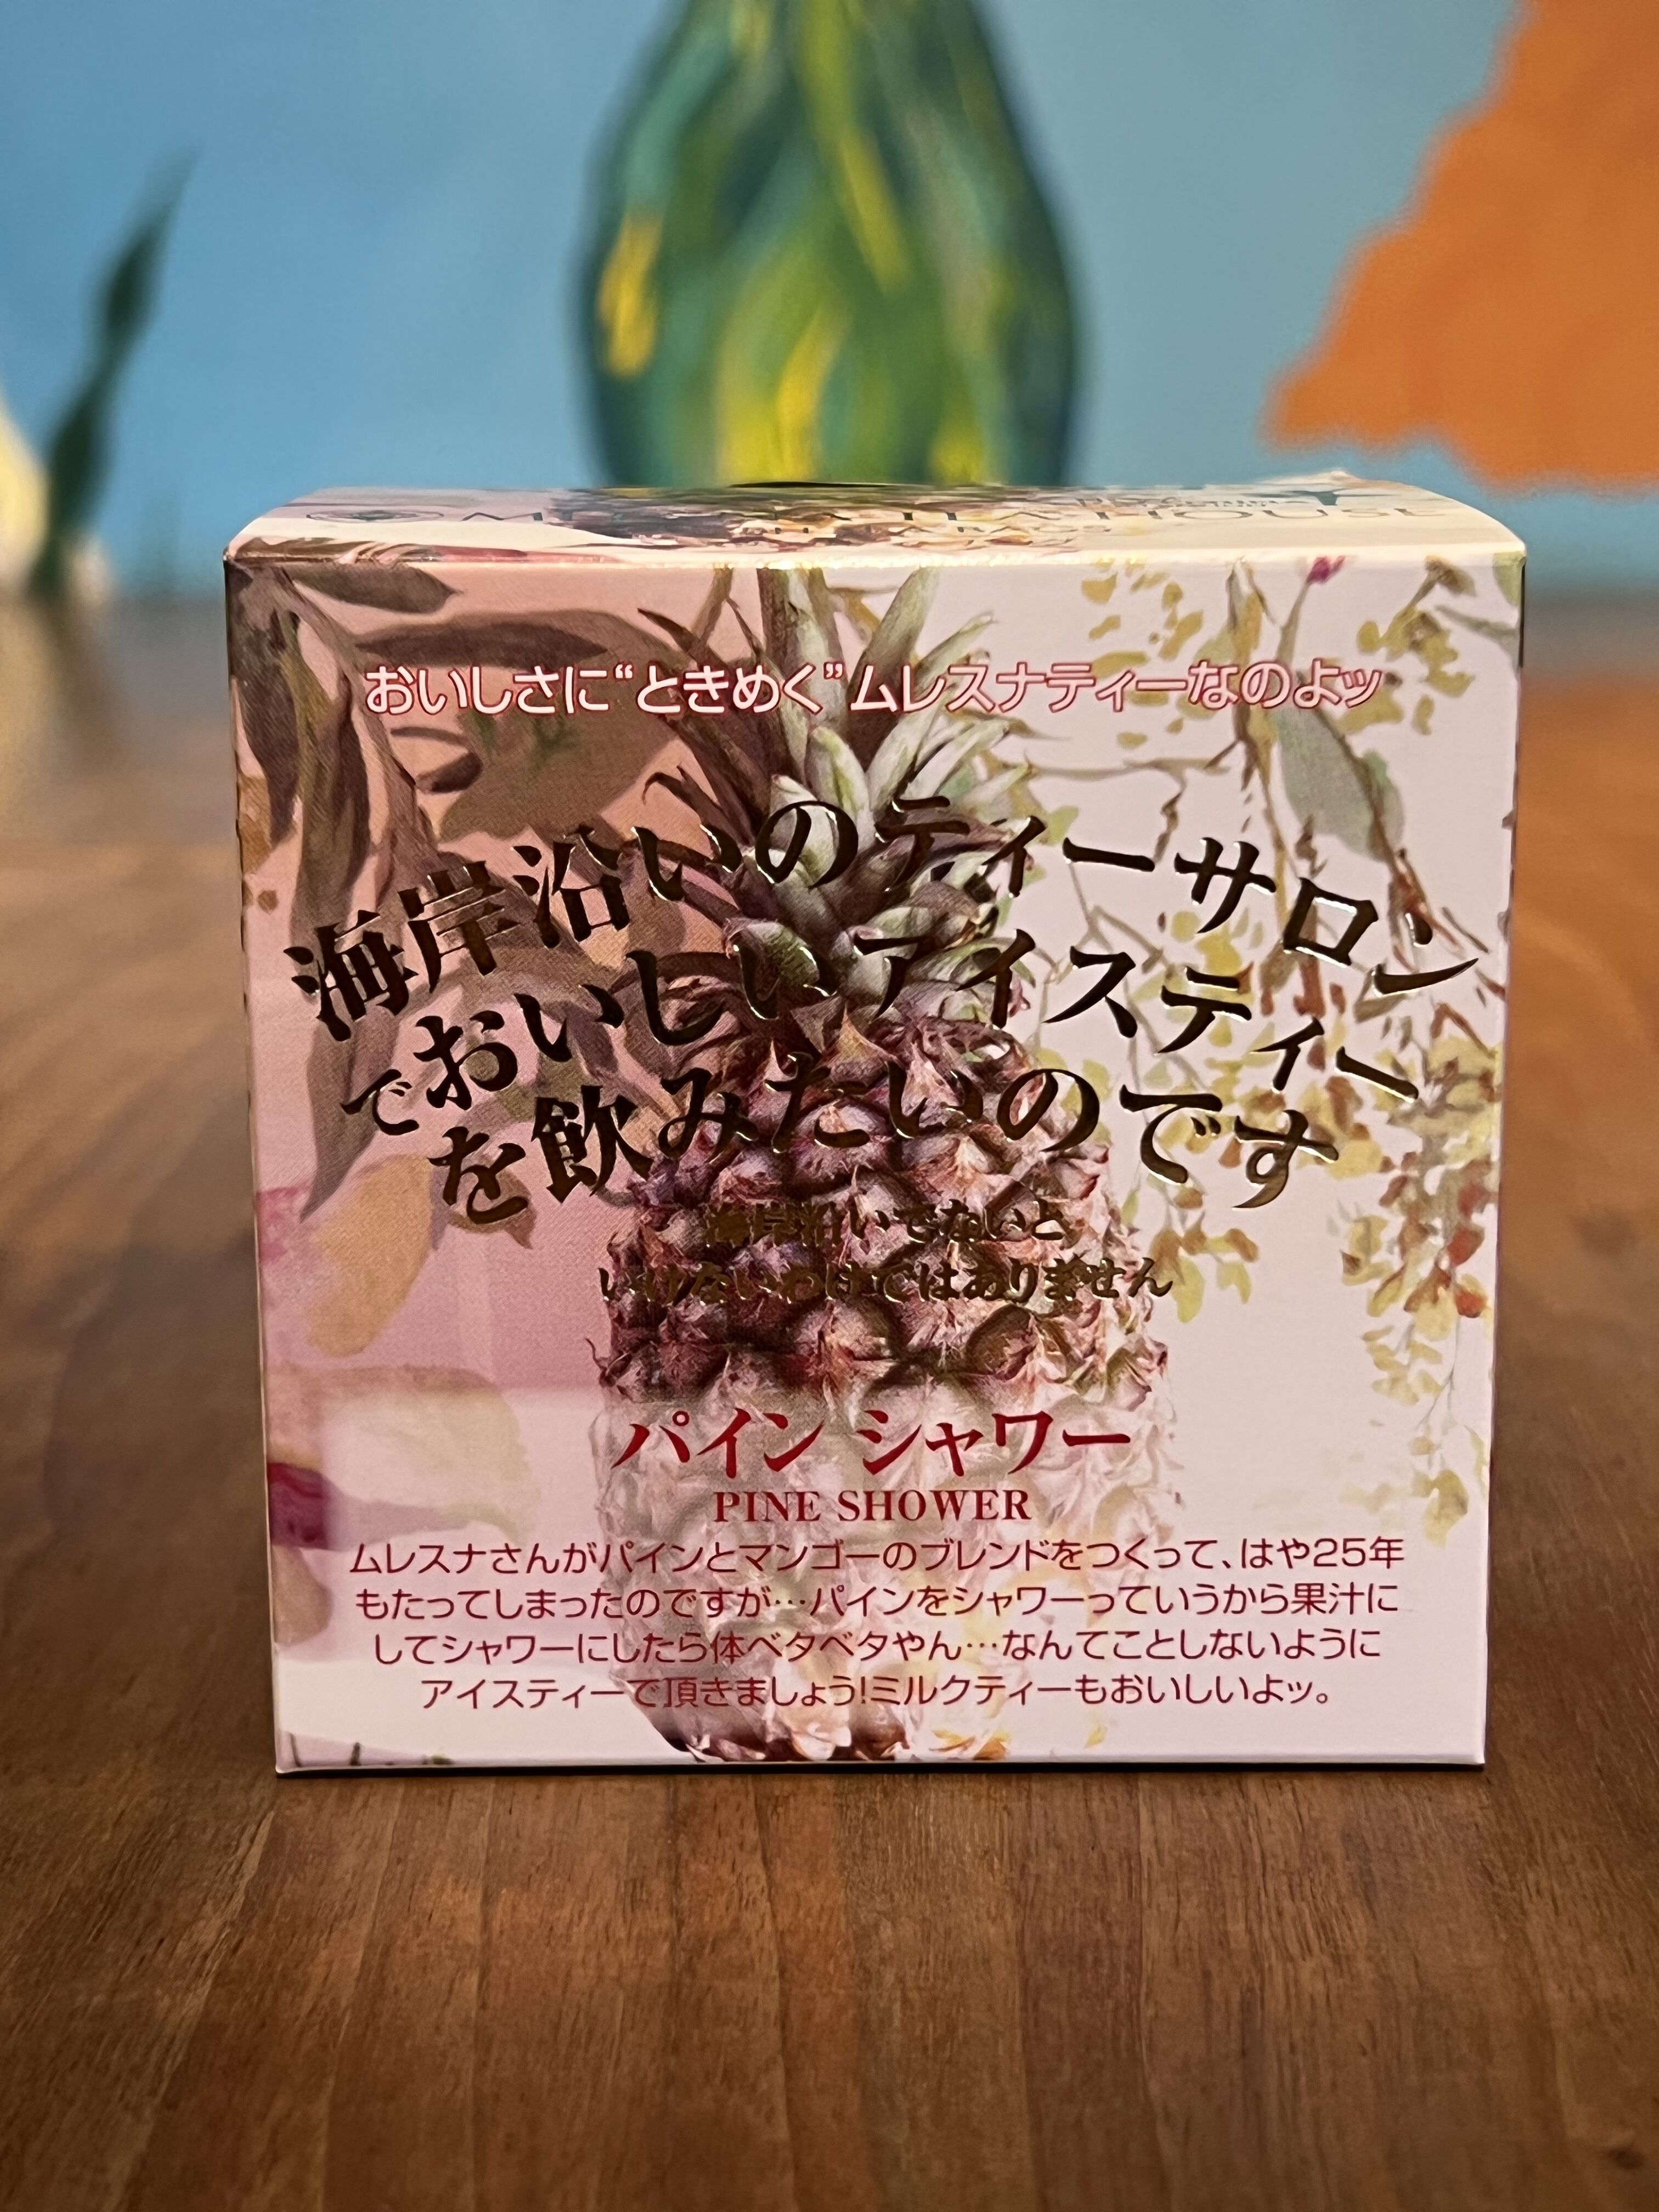 TEA HOUSE
おいしさに“ときめく”ムレスナティーなのよッ
海岸沿いのティーサロン
でおいしいアイスティー
を飲みたいのです
海岸沿いでないと、
いけないわけではありません
パイン シャワー
PINE SHOWER
ムレスナさんがパインとマンゴーのブレンドをつくって、はや25年
もたってしまったのですが…パインをシャワーっていうから果汁に
してシャワーにしたら体ベタベタやん…なんてことしないように
アイスティーで頂きましょう!ミルクティーもおいしいよッ。